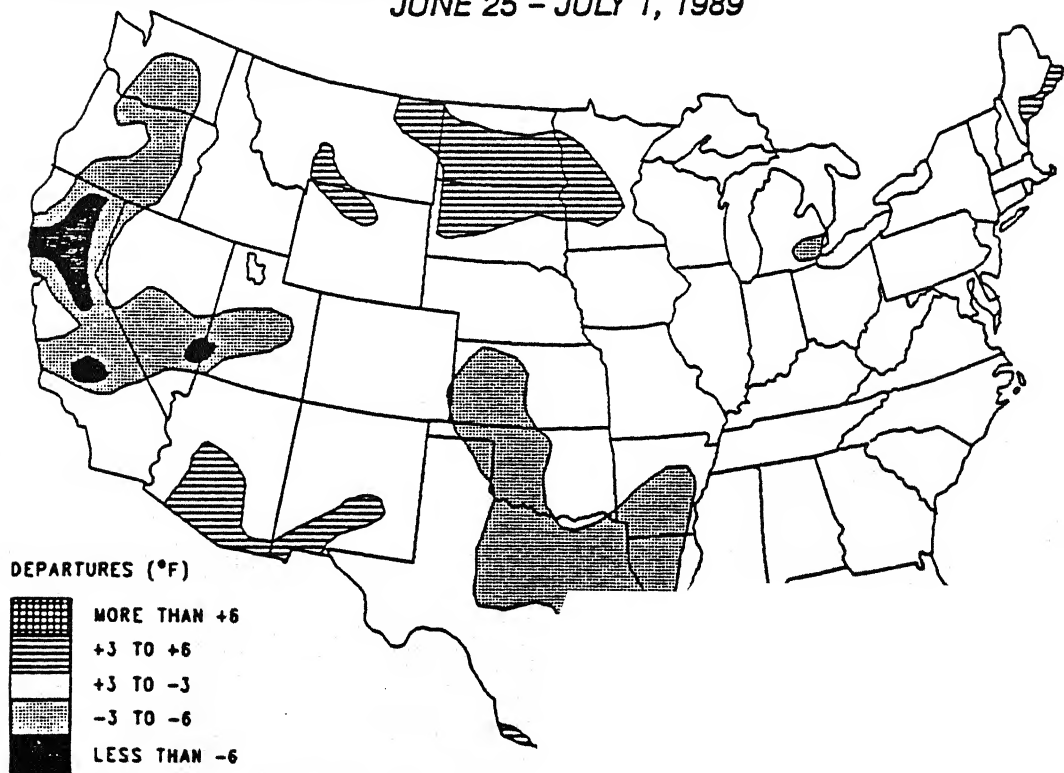 JUNE 25 – JULY 1, 1989
DEPARTURES (°F)
MORE THAN +6
+3 TO +6
+3 TO -3
-3 TO -6
LESS THAN -6